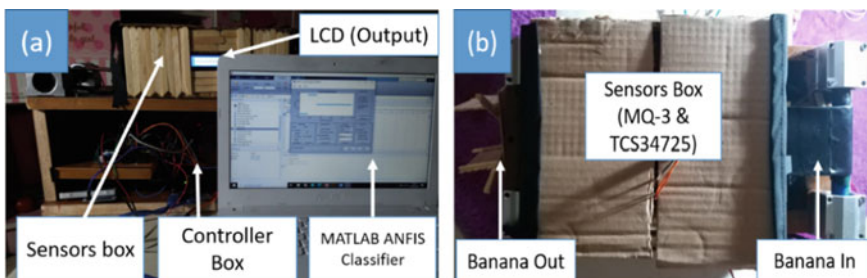 (a)
LCD (Output)
Sensors box
Controller
Box
MATLAB ANFIS
Classifier
(b)
Sensors Box
(MQ-3 &
TCS34725)
Banana Out
Banana In